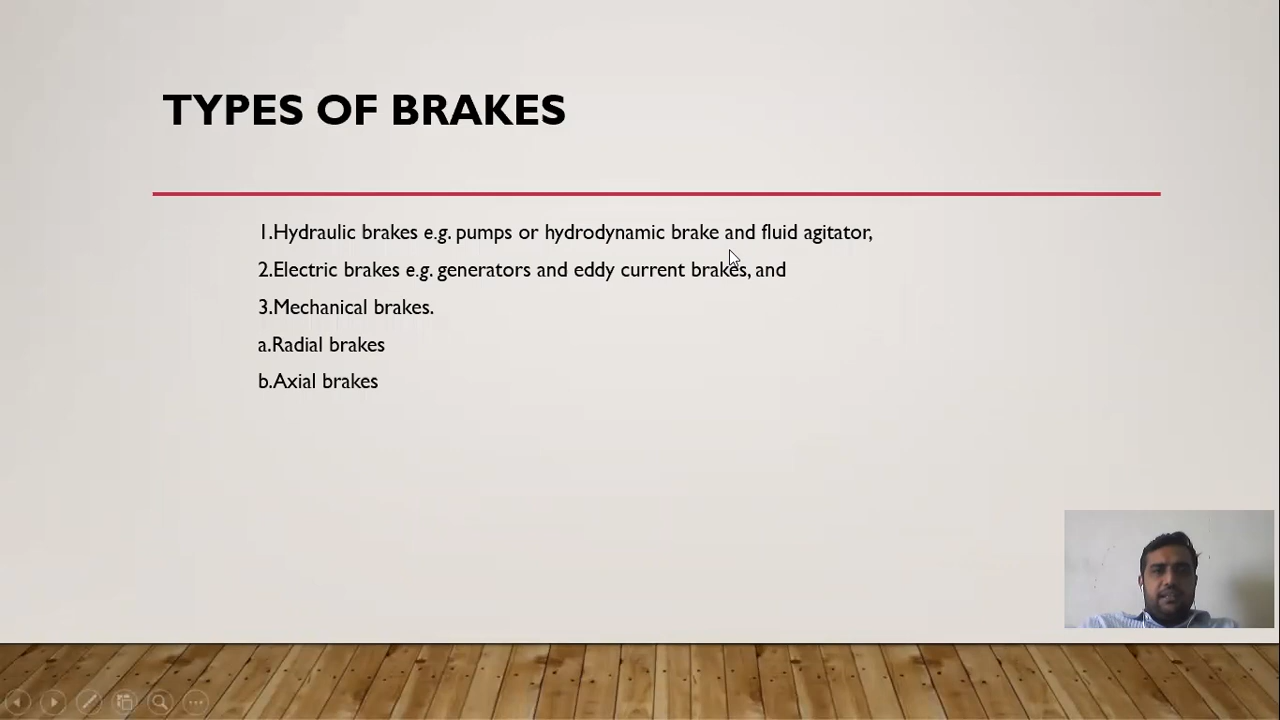 TYPES OF BRAKES
1.Hydraulic brakes e.g. pumps or hydrodynamic brake and fluid agitator,
2.Electric brakes e.g. generators and eddy current brakes, and
3.Mechanical brakes.
a.Radial brakes
b.Axial brakes